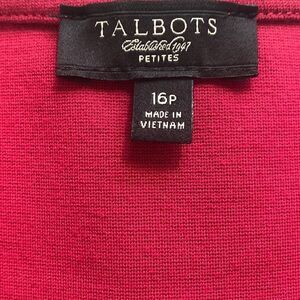 TALBOTS
Established 1947
PETITES
16P
MADE IN
VIETNAM